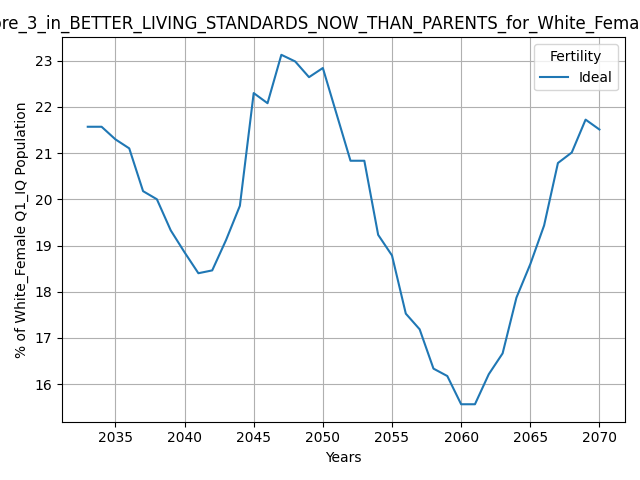 ore_3_in_BETTER_LIVING_STANDARDS_NOW_THAN_PARENTS_for_White_Fema
Fertility
Ideal
% of White_Female Q1_IQ Population
23
22
21
20
19
18
17
16
2035 2040 2045 2050 2055 2060 2065 2070
Years